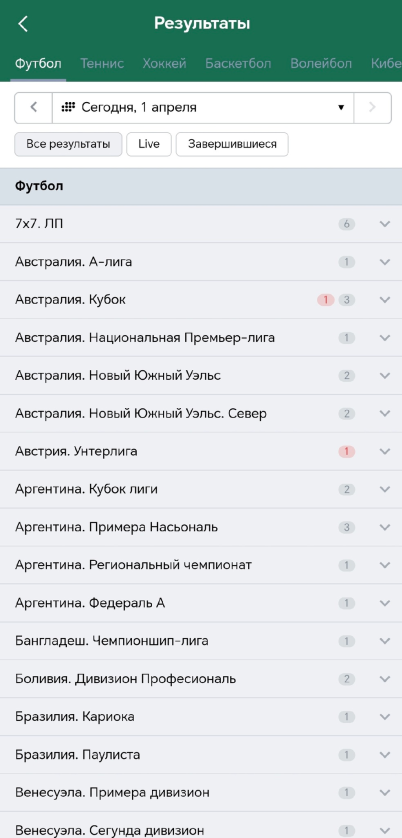 Результаты
Футбол Теннис Хоккей Баскетбол Волейбол Кибе
Сегодня, 1 апреля
Все результаты Live Завершившиеся
Футбол
7x7. ЛП 6
Австралия. А-лига 1
Австралия. Кубок 1 3
Австралия. Национальная Премьер-лига 1
Австралия. Новый Южный Уэльс 2
Австралия. Новый Южный Уэльс. Север 2
Австрия. Унтерлига 1
Аргентина. Кубок лиги 2
Аргентина. Примера Насьональ 3
Аргентина. Региональный чемпионат 1
Аргентина. Федераль А 1
Бангладеш. Чемпионшип-лига 1
Боливия. Дивизион Професиональ 2
Бразилия. Кариока 1
Бразилия. Паулиста 1
Венесуэла. Примера дивизион 1
Венесуэла. Сегунда дивизион 1